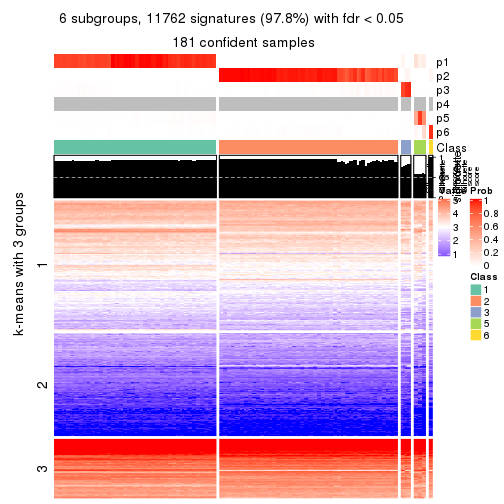 6 subgroups, 11762 signatures (97.8%) with fdr < 0.05
181 confident samples
p1
p2
p3
p4
p5
p6
Class
k-means with 3 groups
1
2
3
Prob
4
3
2
1
1
0.8
0.6
0.4
0.2
0
Class
1
2
3
5
6